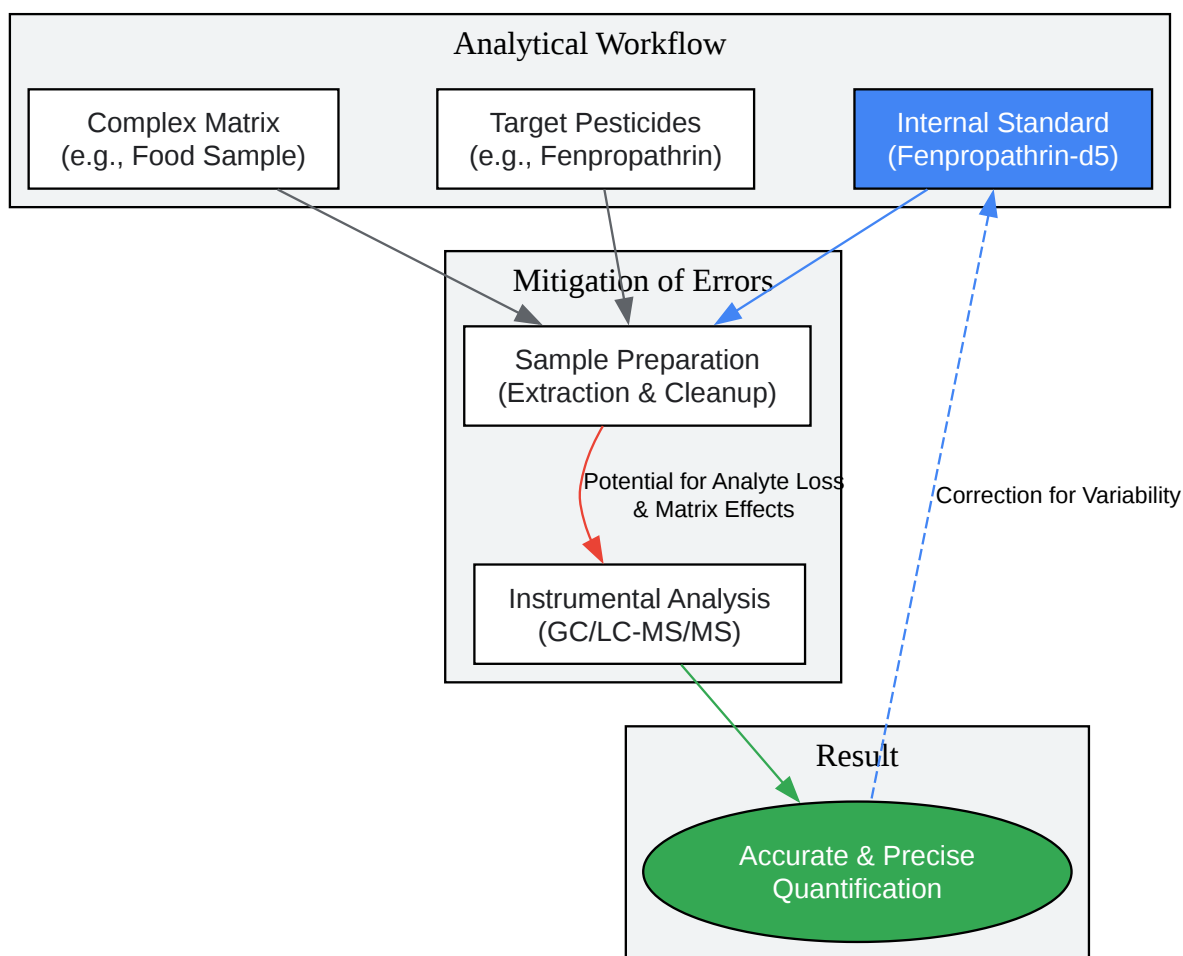 Analytical Workflow
Complex Matrix
(e.g., Food Sample)
Target Pesticides
(e.g., Fenpropathrin)
Internal Standard
(Fenpropathrin-d5)
Mitigation of Errors
Sample Preparation
(Extraction & Cleanup)
Potential for Analyte Loss
& Matrix Effects
Correction for Variability
Instrumental Analysis
(GC/LC-MS/MS)
Result
Accurate & Precise
Quantification